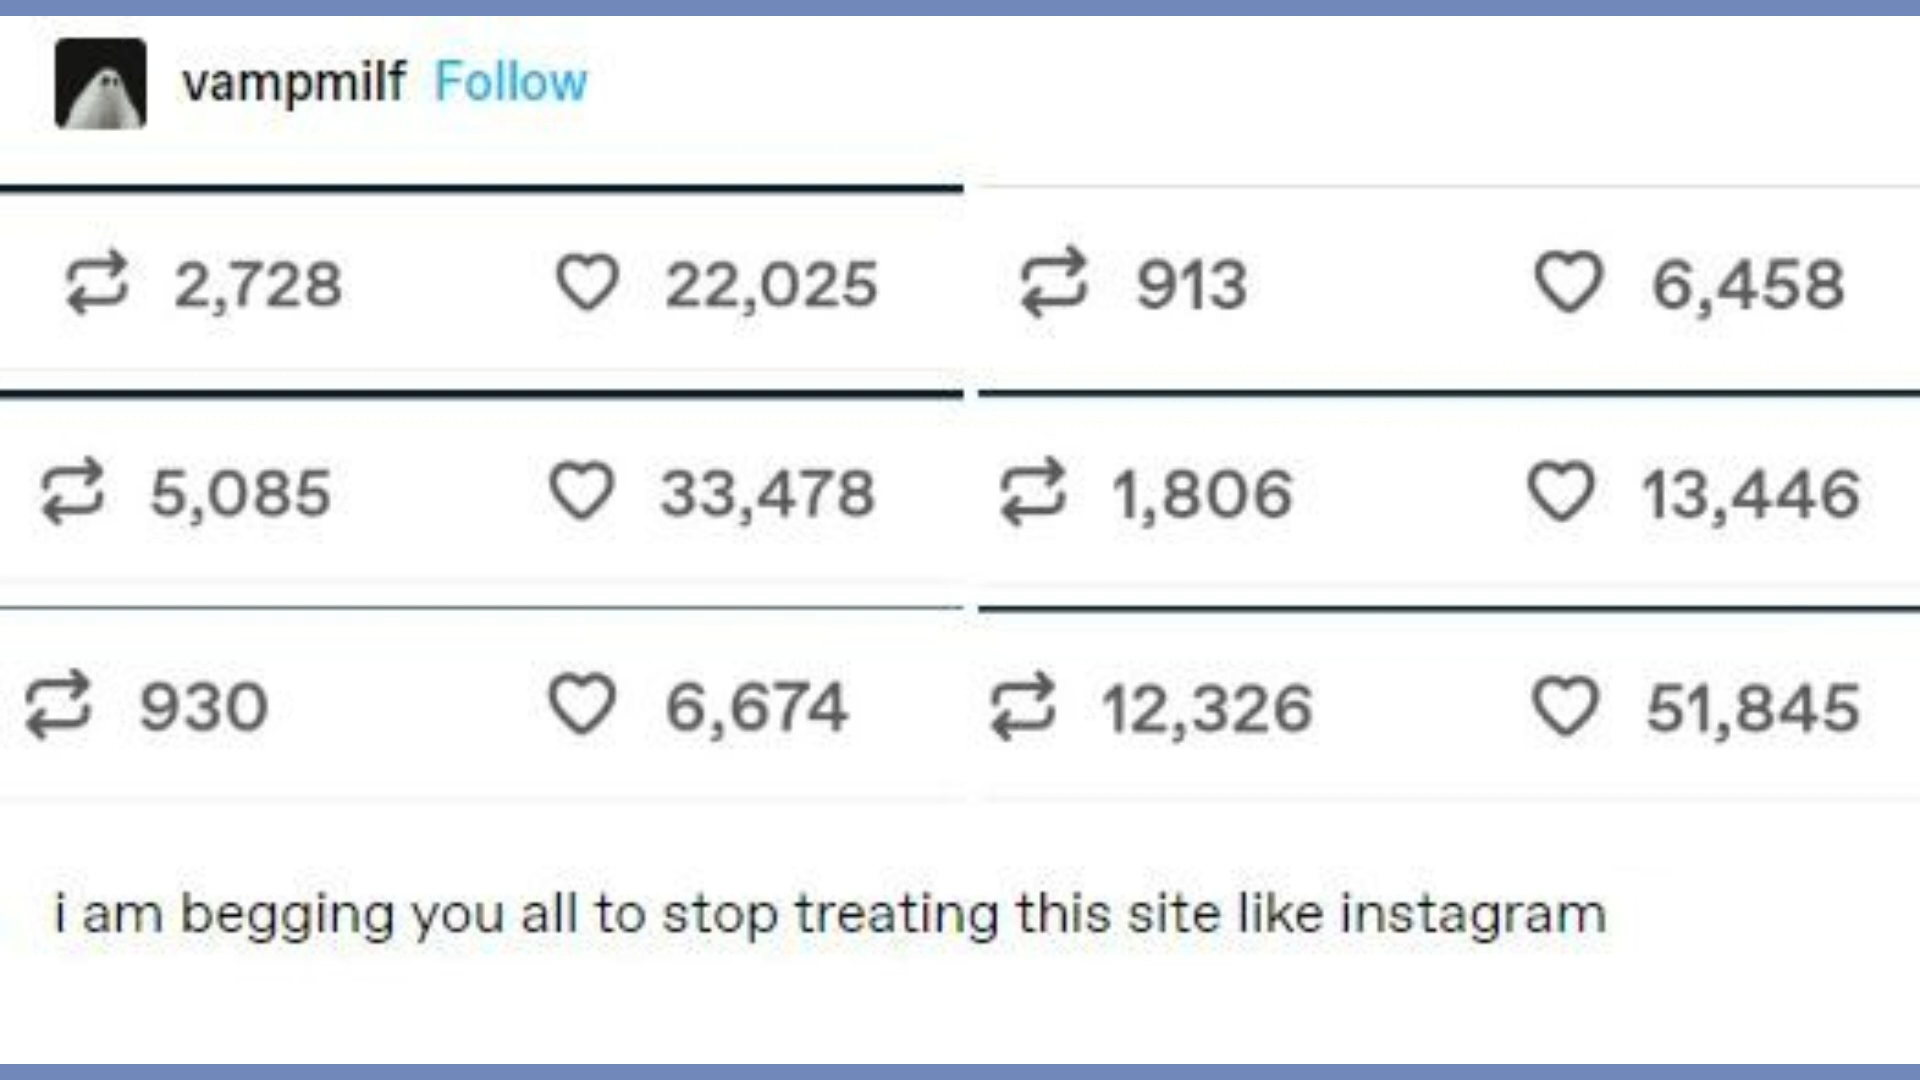 vampmilf Follow
2,728 22,025 913 6,458
5,085 33,478 1,806 13,446
930 6,674 12,326 51,845
i am begging you all to stop treating this site like instagram